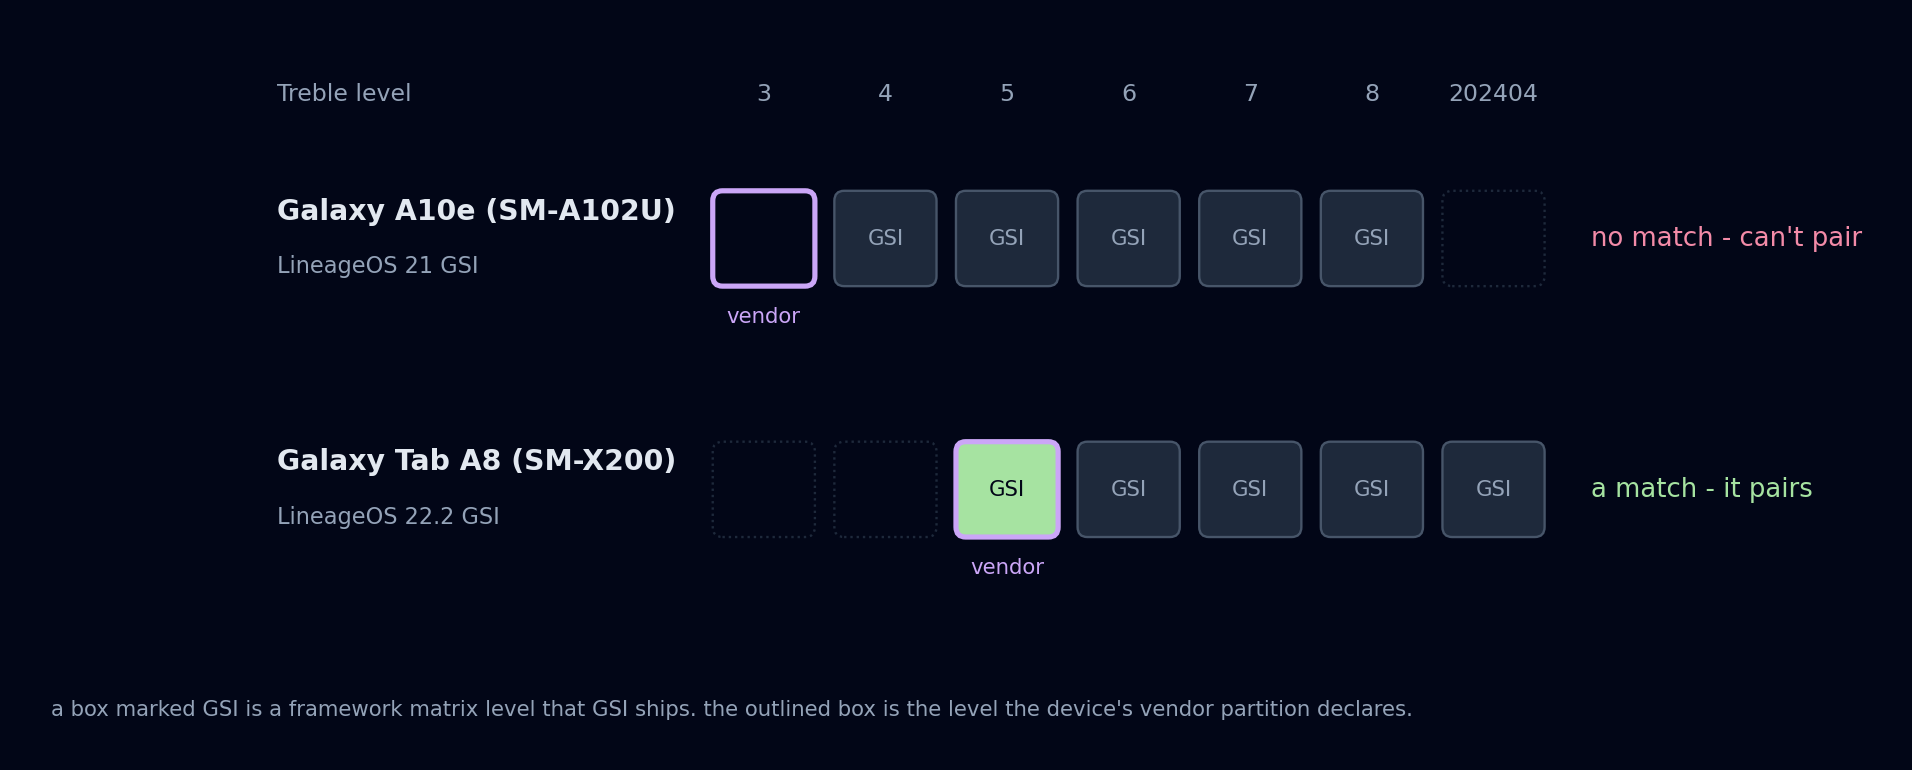 Treble level 3 4 5 6 7 8 202404
Galaxy A10e (SM-A102U)
LineageOS 21 GSI
GSI GSI GSI GSI GSI
no match - can't pair
vendor
Galaxy Tab A8 (SM-X200)
LineageOS 22.2 GSI
GSI GSI GSI GSI GSI
a match - it pairs
vendor
a box marked GSI is a framework matrix level that GSI ships. the outlined box is the level the device's vendor partition declares.